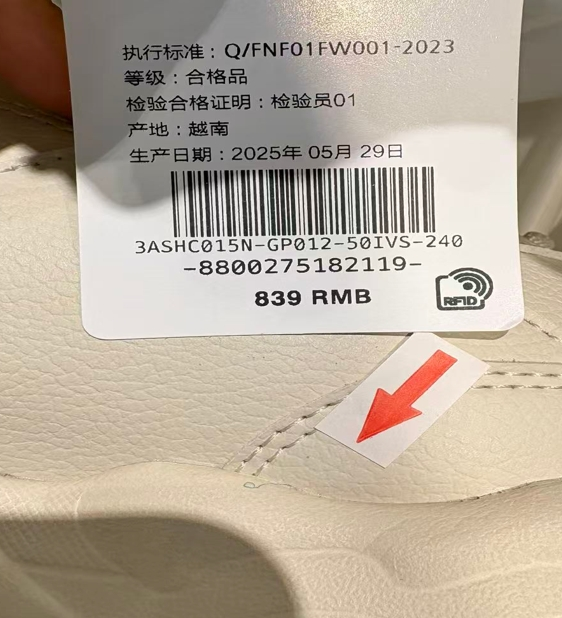 执行标准：Q/FNF01FW001-2023
等级：合格品
检验合格证明：检验员01
产地：越南
生产日期：2025年 05月 29日
3ASHC015N-GP012-50IVS-240
-8800275182119-
839 RMB
RFID